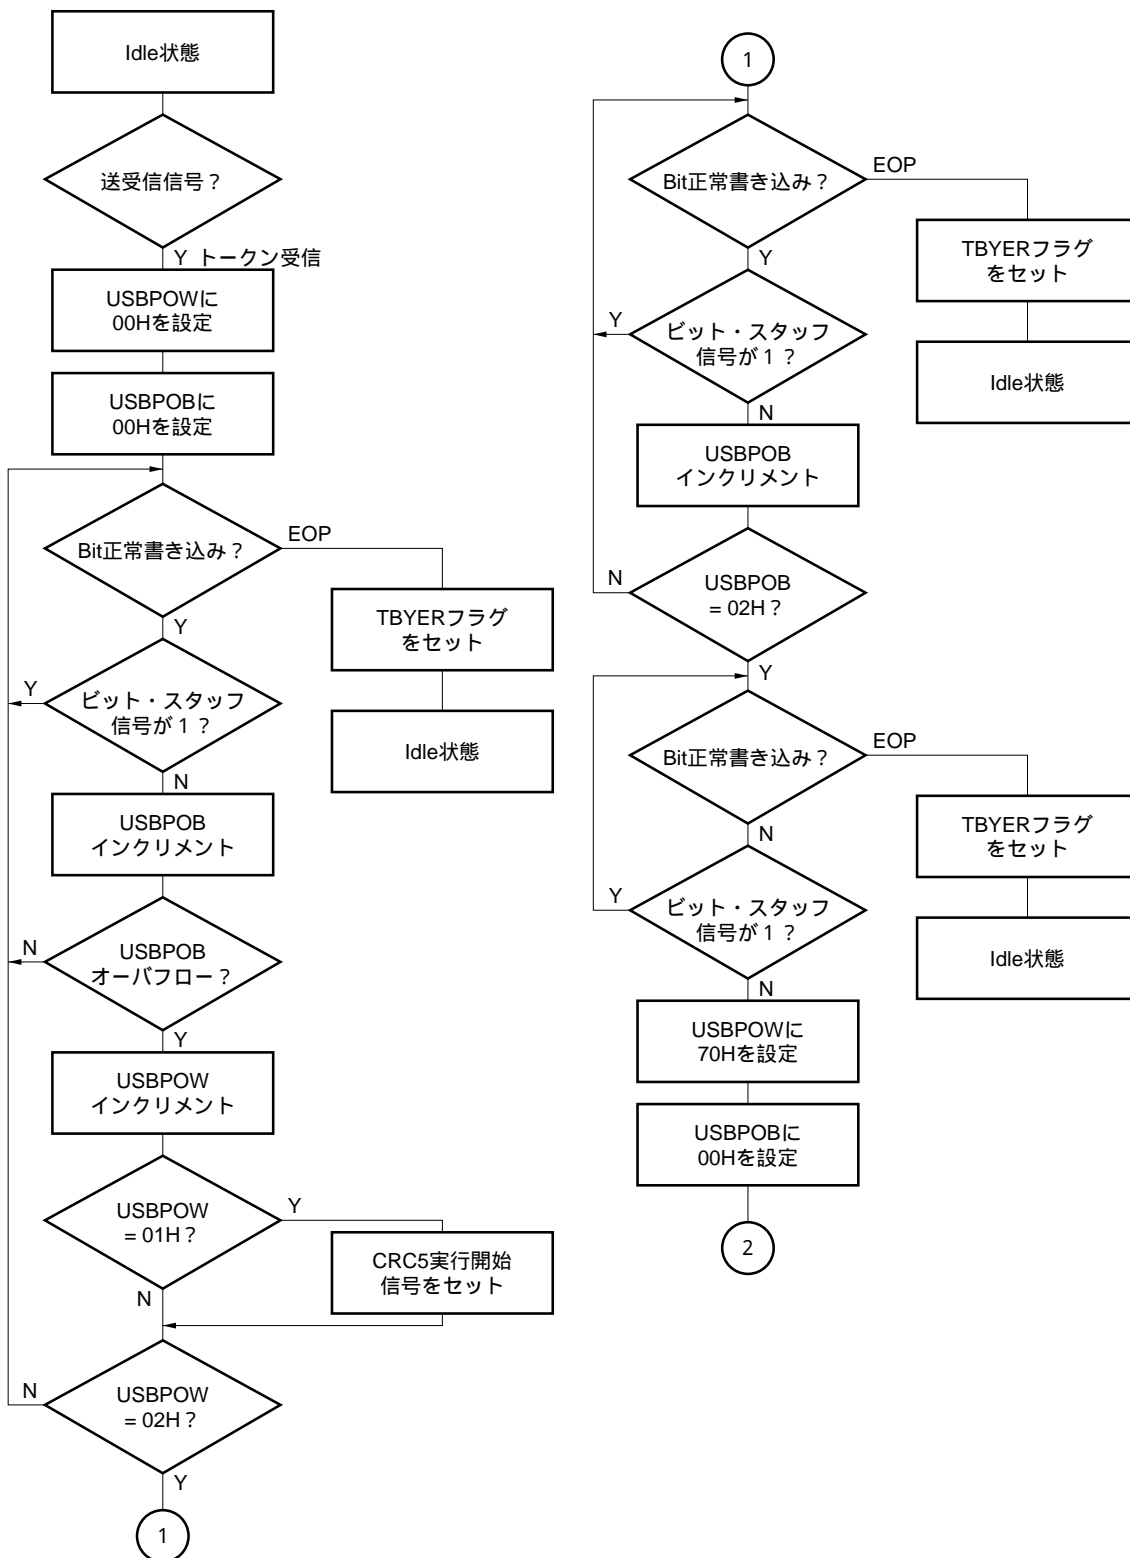 Idle状態
送受信信号？
Y トークン受信
USBPOWに
00Hを設定
USBPOBに
00Hを設定
Bit正常書き込み？
EOP
Y
TBYERフラグ
をセット
Idle状態
ビット・スタッフ
信号が１？
Y
N
USBPOB
インクリメント
USBPOB
オーバフロー？
N
Y
USBPOW
インクリメント
USBPOW
= 01H？
Y
CRC5実行開始
信号をセット
N
USBPOW
= 02H？
N
Y
1
1
Bit正常書き込み？
EOP
Y
TBYERフラグ
をセット
Idle状態
ビット・スタッフ
信号が１？
Y
N
USBPOB
インクリメント
USBPOB
= 02H？
N
Y
Bit正常書き込み？
EOP
N
TBYERフラグ
をセット
Idle状態
ビット・スタッフ
信号が１？
Y
N
USBPOWに
70Hを設定
USBPOBに
00Hを設定
2